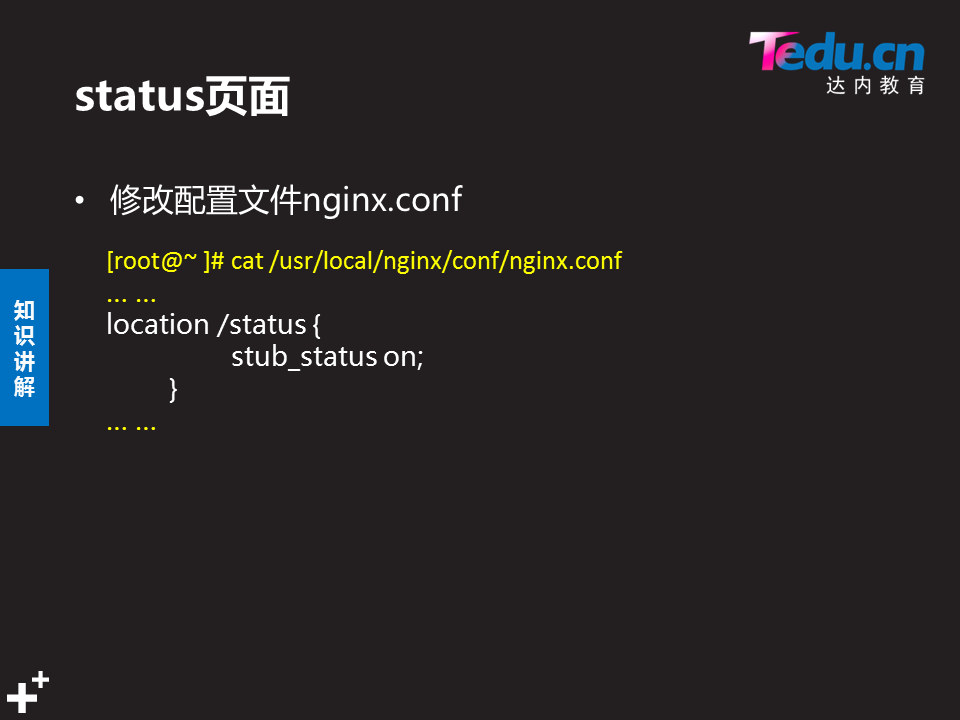 Tedu.cn
达内教育
status页面
• 修改配置文件nginx.conf
[root@~ ]# cat /usr/local/nginx/conf/nginx.conf
... ...
location /status {
stub_status on;
}
... ...
知识讲解